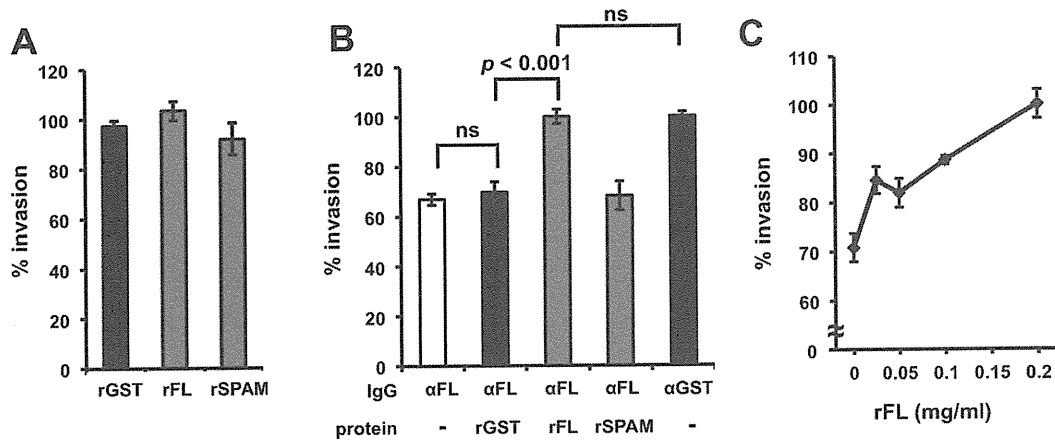 A
% invasion
120
100
80
60
40
20
0
rGST rFL rSPAM
B
ns
p < 0.001
ns
% invasion
120
100
80
60
40
20
0
IgG αFL αFL αFL αFL αGST
protein - rGST rFL rSPAM -
C
% invasion
110
100
90
80
70
60
0
0 0.05 0.1 0.15 0.2
rFL (mg/ml)